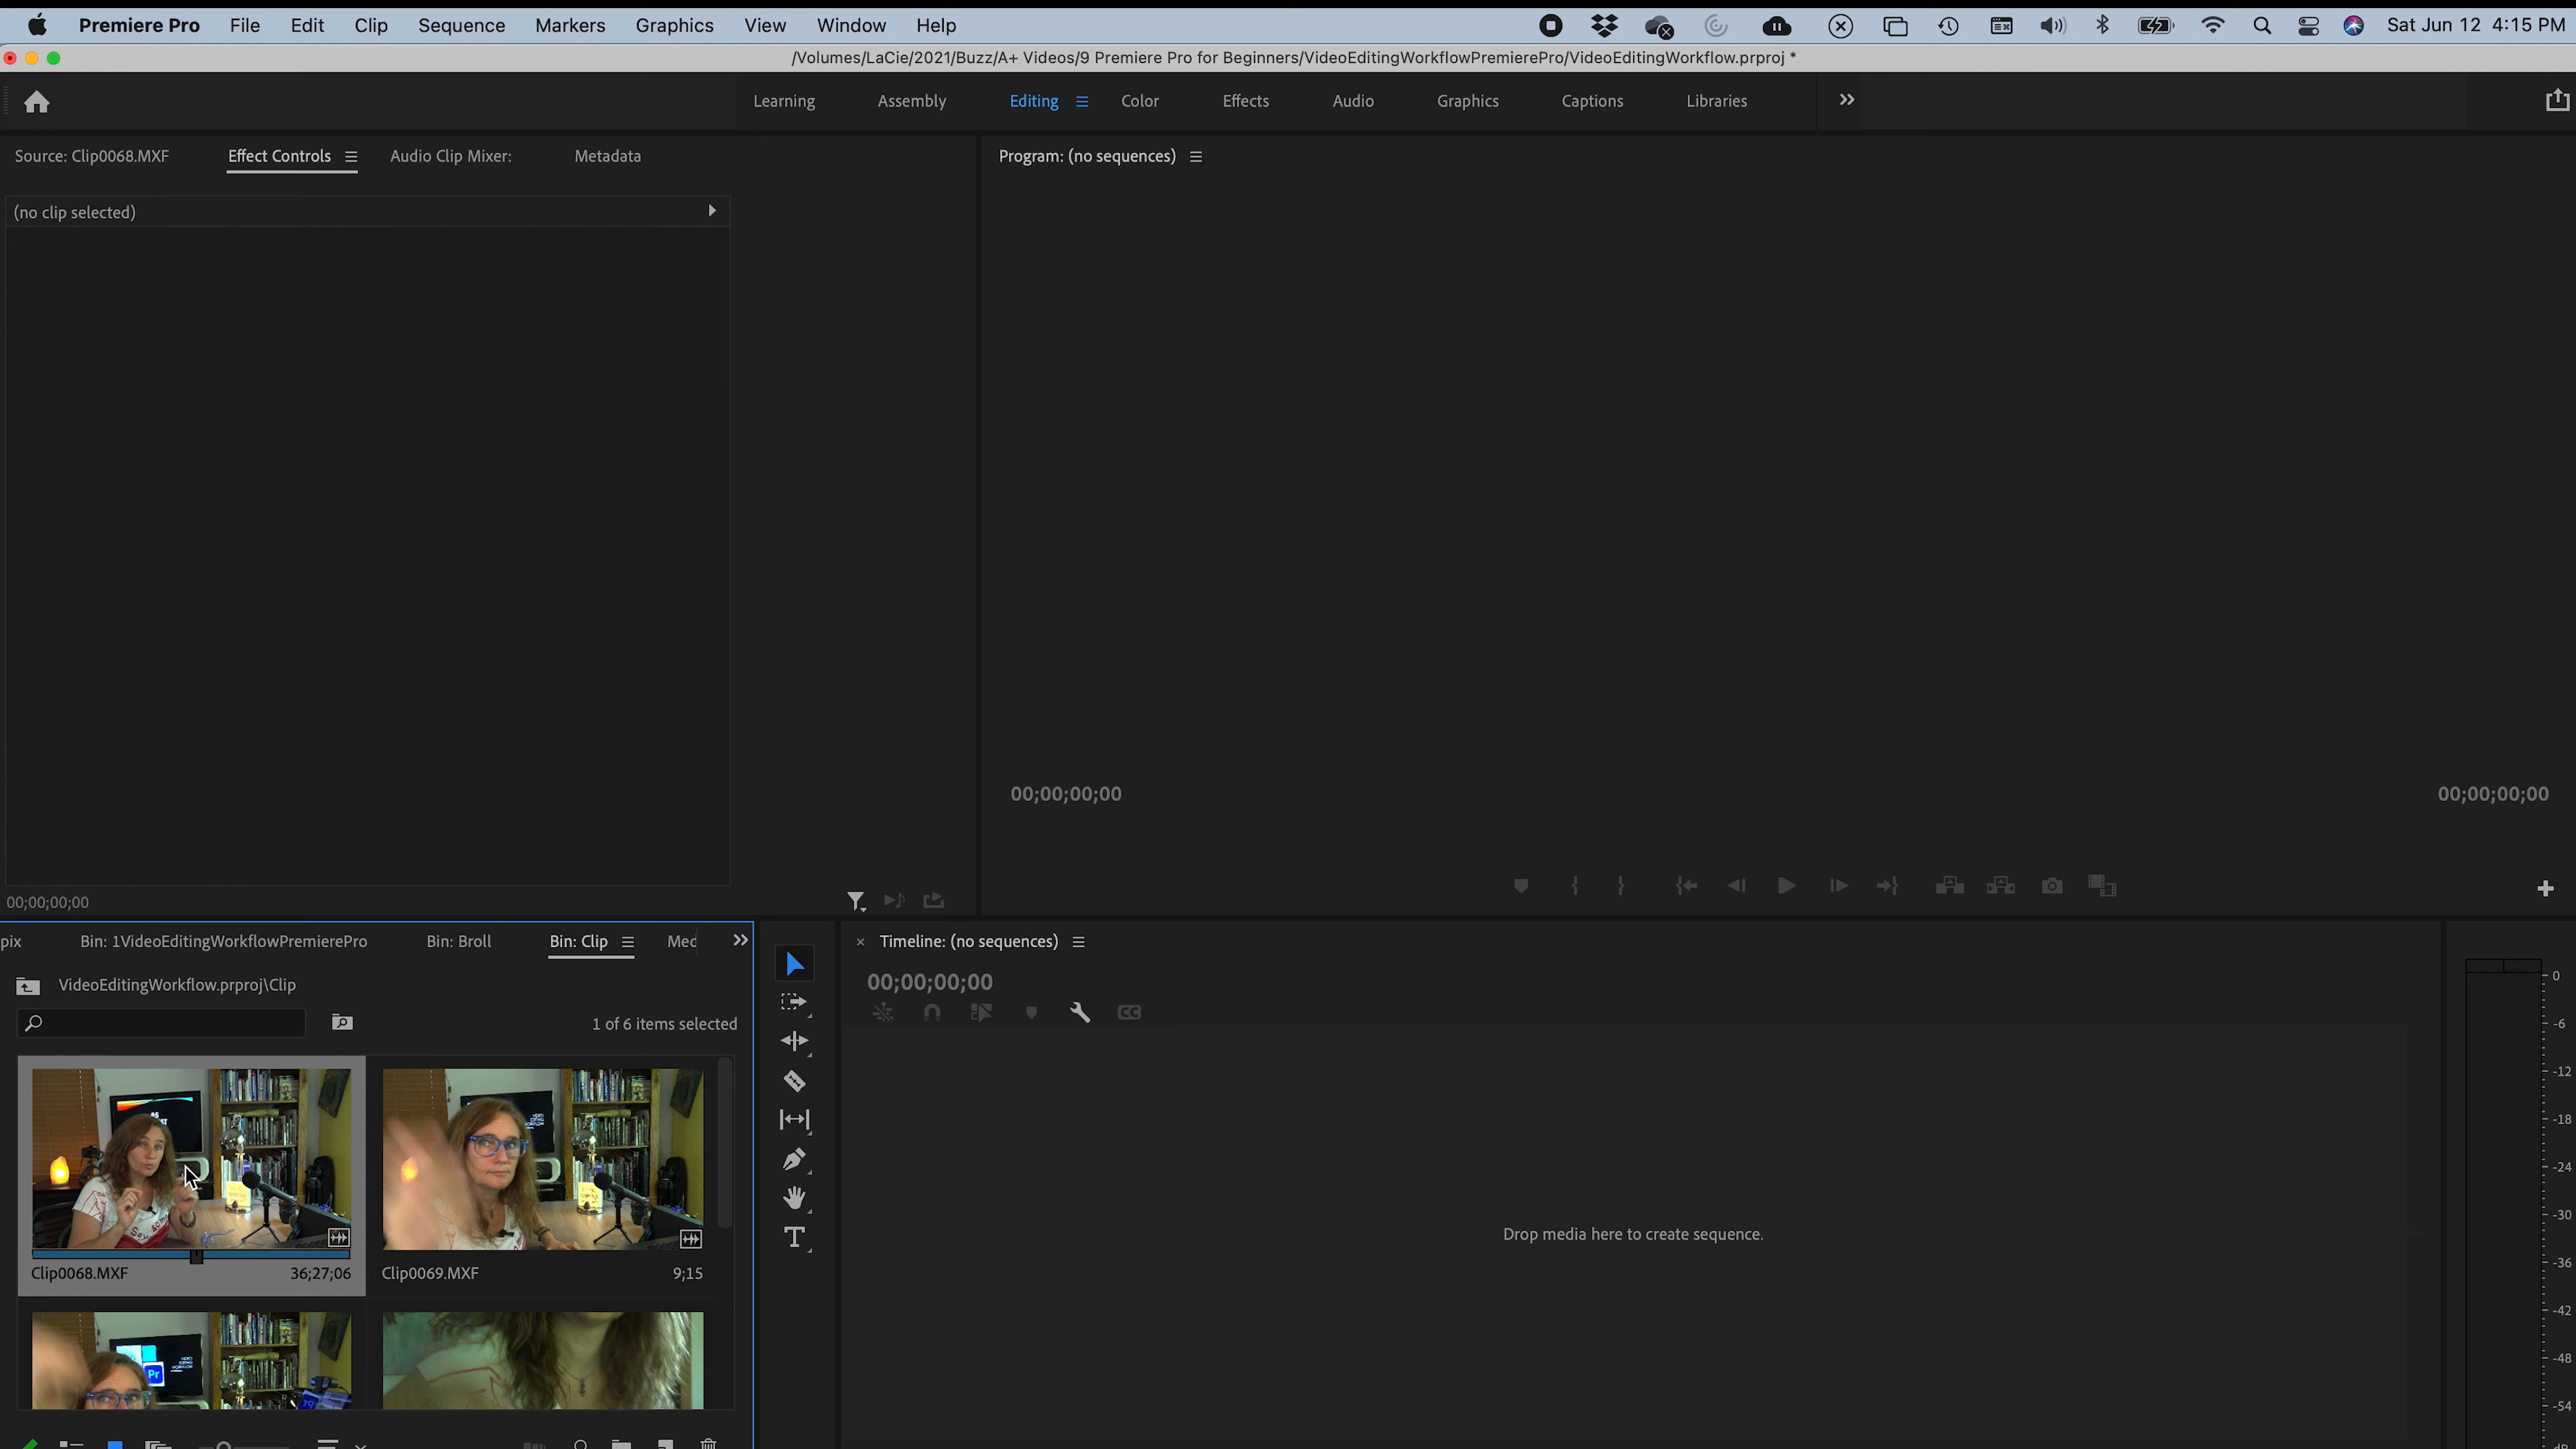 Premiere Pro File Edit Clip Sequence Markers Graphics View Window Help Sat Jun 12 4:15 PM
/Volumes/LaCie/2021/Buzz/A+ Videos/9 Premiere Pro for Beginners/VideoEditingWorkflowPremierePro/VideoEditingWorkflow.prproj *
Learning Assembly Editing Color Effects Audio Graphics Captions Libraries
Source: Clip0068.MXF Effect Controls Audio Clip Mixer: Metadata
Program: (no sequences)
(no clip selected)
00;00;00;00 00;00;00;00
00;00;00;00
pix Bin: 1VideoEditingWorkflowPremierePro Bin: Broll Bin: Clip Med
VideoEditingWorkflow.prproj\Clip
1 of 6 items selected
Clip0068.MXF 36;27;06
Clip0069.MXF 9;15
Pr
× Timeline: (no sequences)
00;00;00;00
CC
Drop media here to create sequence.
0
-6
-12
-18
-24
-30
-36
-42
-48
-54